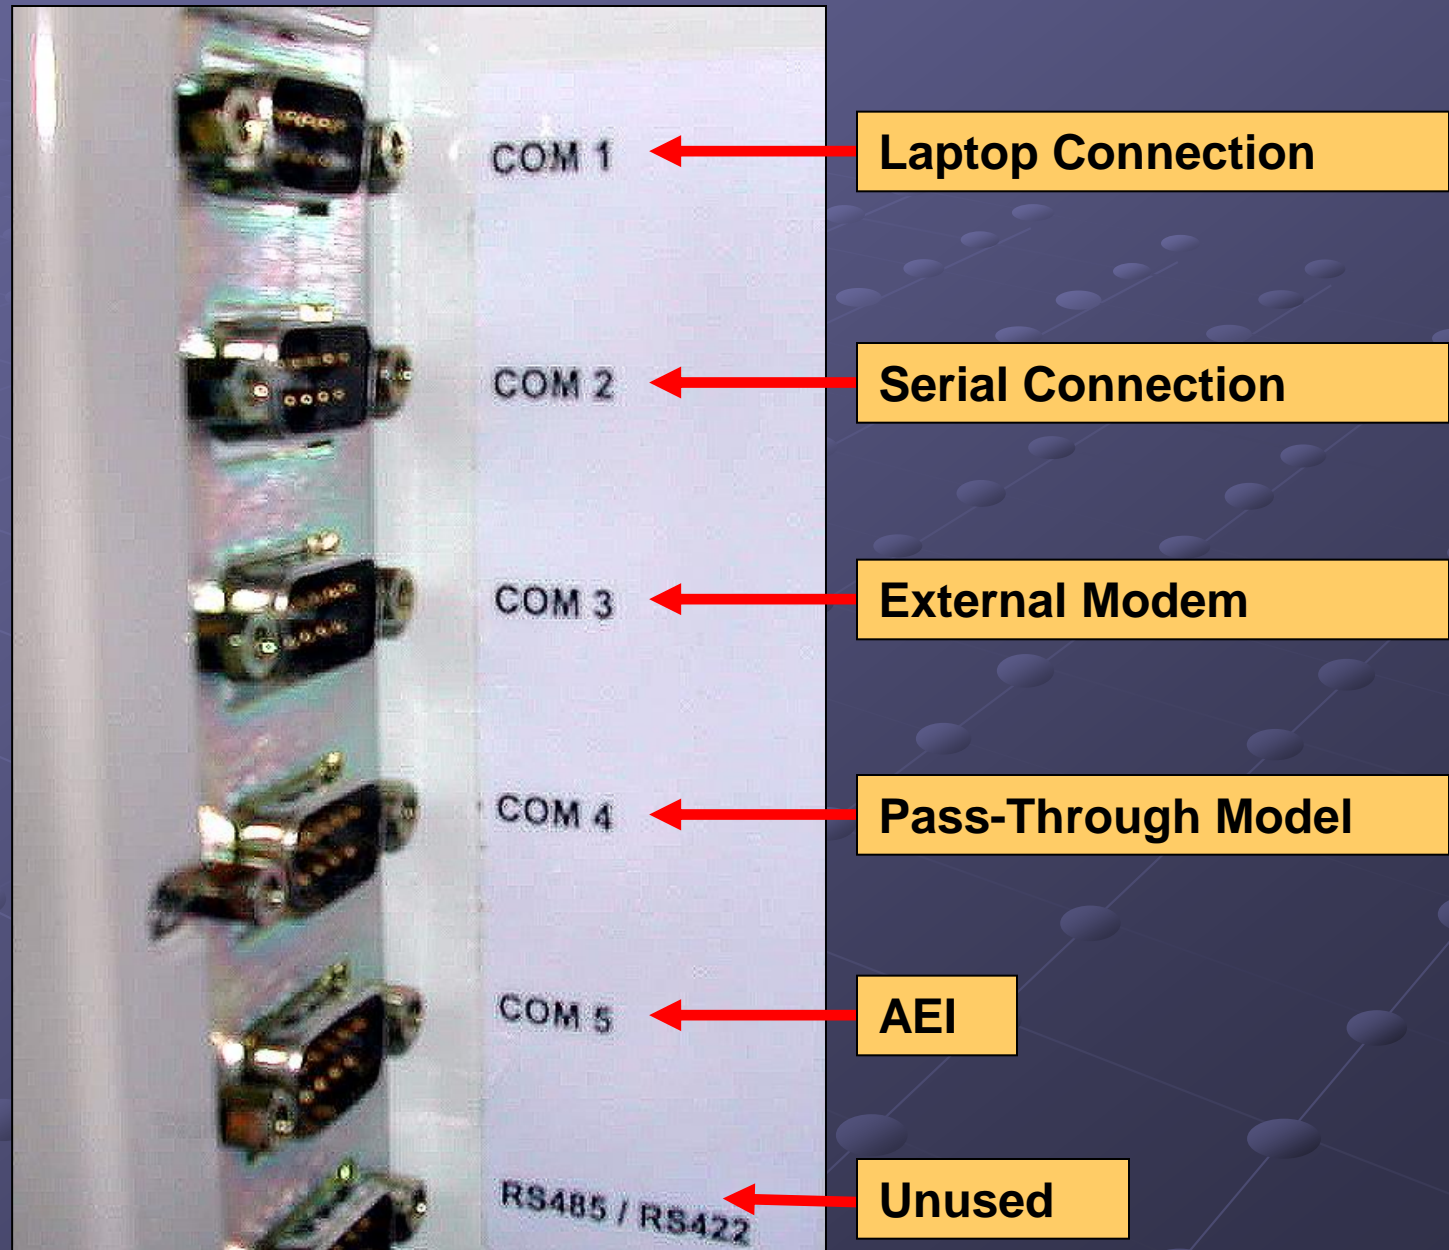 COM 1
Laptop Connection
COM 2
Serial Connection
COM 3
External Modem
COM 4
Pass-Through Model
COM 5
AEI
RS485 / RS422
Unused